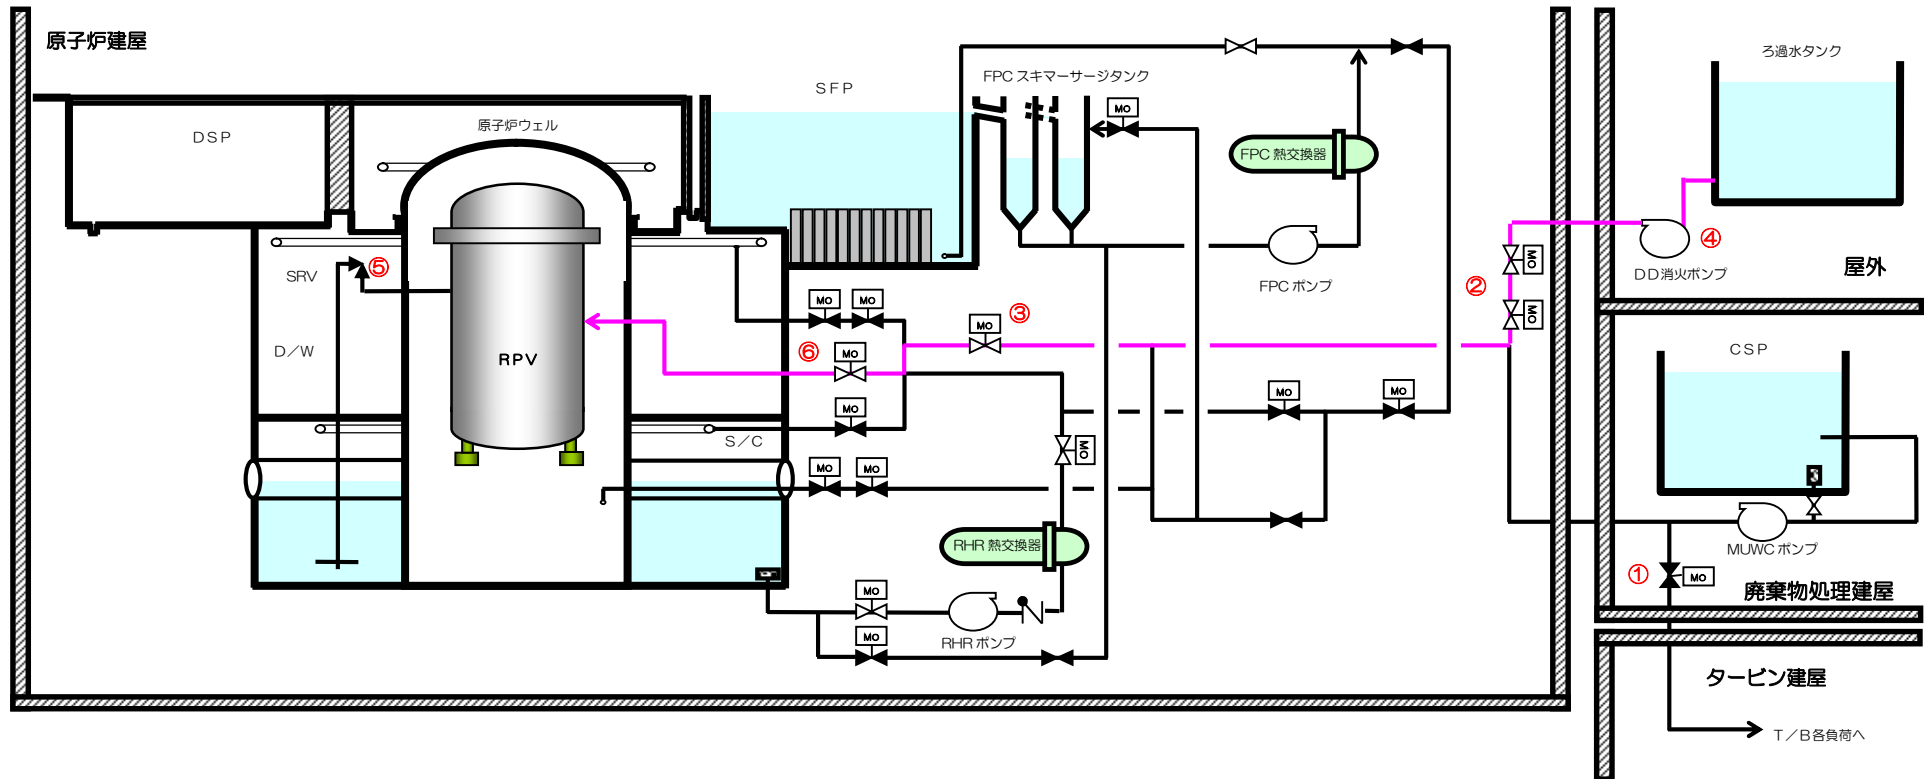 原子炉建屋
DSP
原子炉ウェル
SFP
FPC スキマーサージタンク
MO
FPC 熱交換器
FPC ポンプ
ろ過水タンク
④
DD消火ポンプ
屋外
②
MO
MO
SRV
⑤
D/W
RPV
MO
MO
③
MO
⑥
MO
MO
S/C
MO
MO
MO
MO
MO
RHR 熱交換器
MO
RHR ポンプ
MO
CSP
MUWC ポンプ
①
MO
廃棄物処理建屋
タービン建屋
T/B各負荷へ